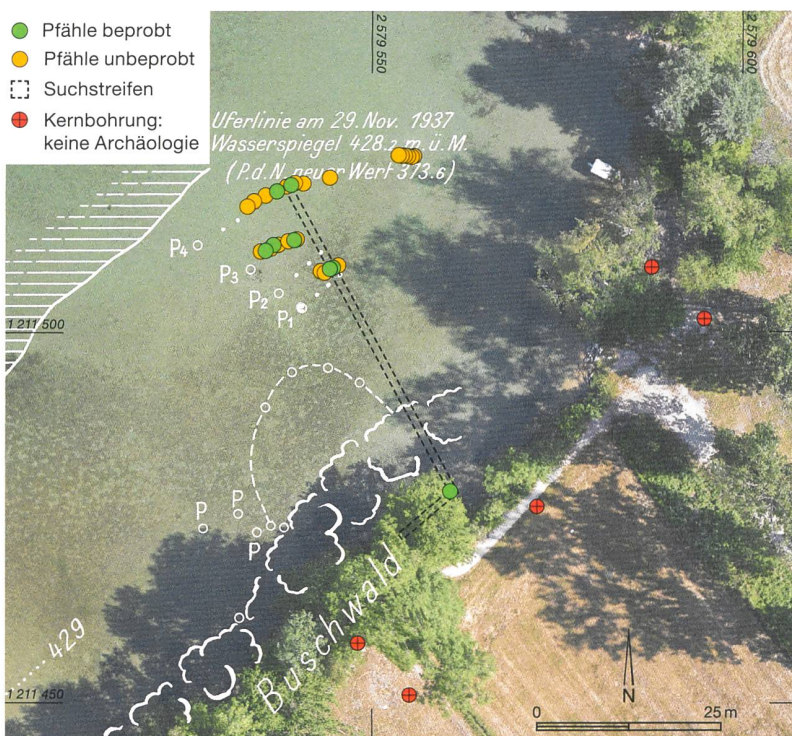 Pfähle beprobt
Pfähle unbeprobt
Suchstreifen
Kernbohrung:
keine Archäologie
2 579 550
2 579 600
Uferlinie am 29. Nov. 1937
Wasserspiegel 428.2 m. ü. M.
(P. d. N. neuer Wert 373.6)
P4
P3
P2
P1
1 211 500
P
P
P
Buschwald
429
N
1 211 450
0
25 m